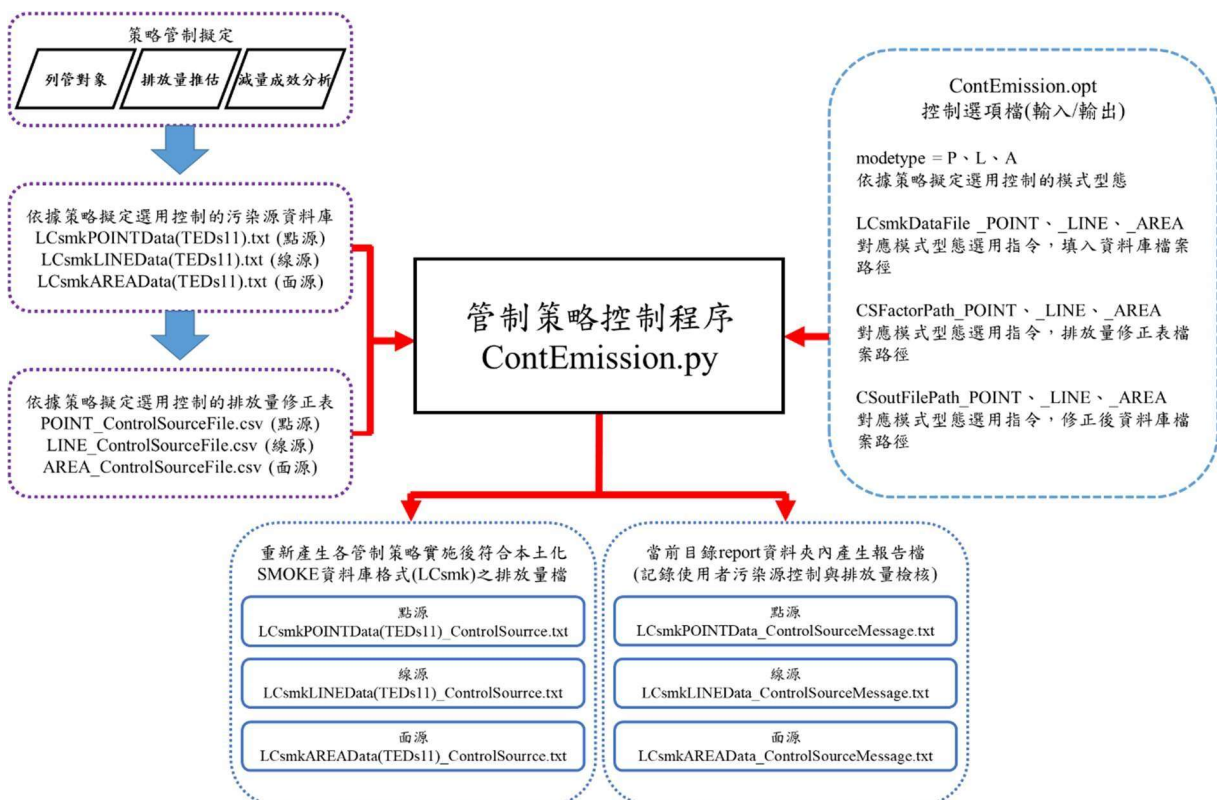 策略管制擬定
列管對象
排放量推估
減量成效分析
依據策略擬定選用控制的污染源資料庫
LCsmkPOINTData(TEDs11).txt (點源)
LCsmkLINEData(TEDs11).txt (線源)
LCsmkAREAData(TEDs11).txt (面源)
依據策略擬定選用控制的排放量修正表
POINT_ControlSourceFile.csv (點源)
LINE_ControlSourceFile.csv (線源)
AREA_ControlSourceFile.csv (面源)
管制策略控制程序
ContEmission.py
ContEmission.opt
控制選項檔(輸入/輸出)
modetype = P、L、A
依據策略擬定選用控制的模式型態
LCsmkDataFile _POINT、_LINE、_AREA
對應模式型態選用指令，填入資料庫檔案
路徑
CSFactorPath_POINT、_LINE、_AREA
對應模式型態選用指令，排放量修正表檔
案路徑
CSoutFilePath_POINT、_LINE、_AREA
對應模式型態選用指令，修正後資料庫檔
案路徑
重新產生各管制策略實施後符合本土化
SMOKE資料庫格式(LCsmk)之排放量檔
點源
LCsmkPOINTData(TEDs11)_ControlSourrce.txt
線源
LCsmkLINEData(TEDs11)_ControlSourrce.txt
面源
LCsmkAREAData(TEDs11)_ControlSourrce.txt
當前目錄report資料夾內產生報告檔
(記錄使用者污染源控制與排放量檢核)
點源
LCsmkPOINTData_ControlSourceMessage.txt
線源
LCsmkLINEData_ControlSourceMessage.txt
面源
LCsmkAREAData_ControlSourceMessage.txt